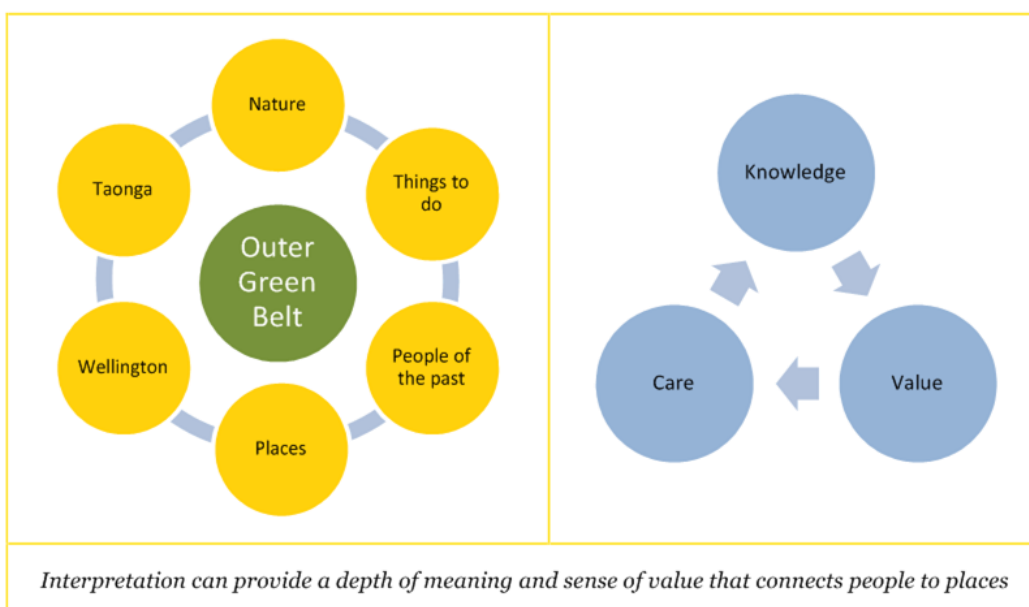 Nature
Things to
do
People of
the past
Places
Wellington
Taonga
Outer
Green
Belt
Knowledge
Value
Care
Interpretation can provide a depth of meaning and sense of value that connects people to places